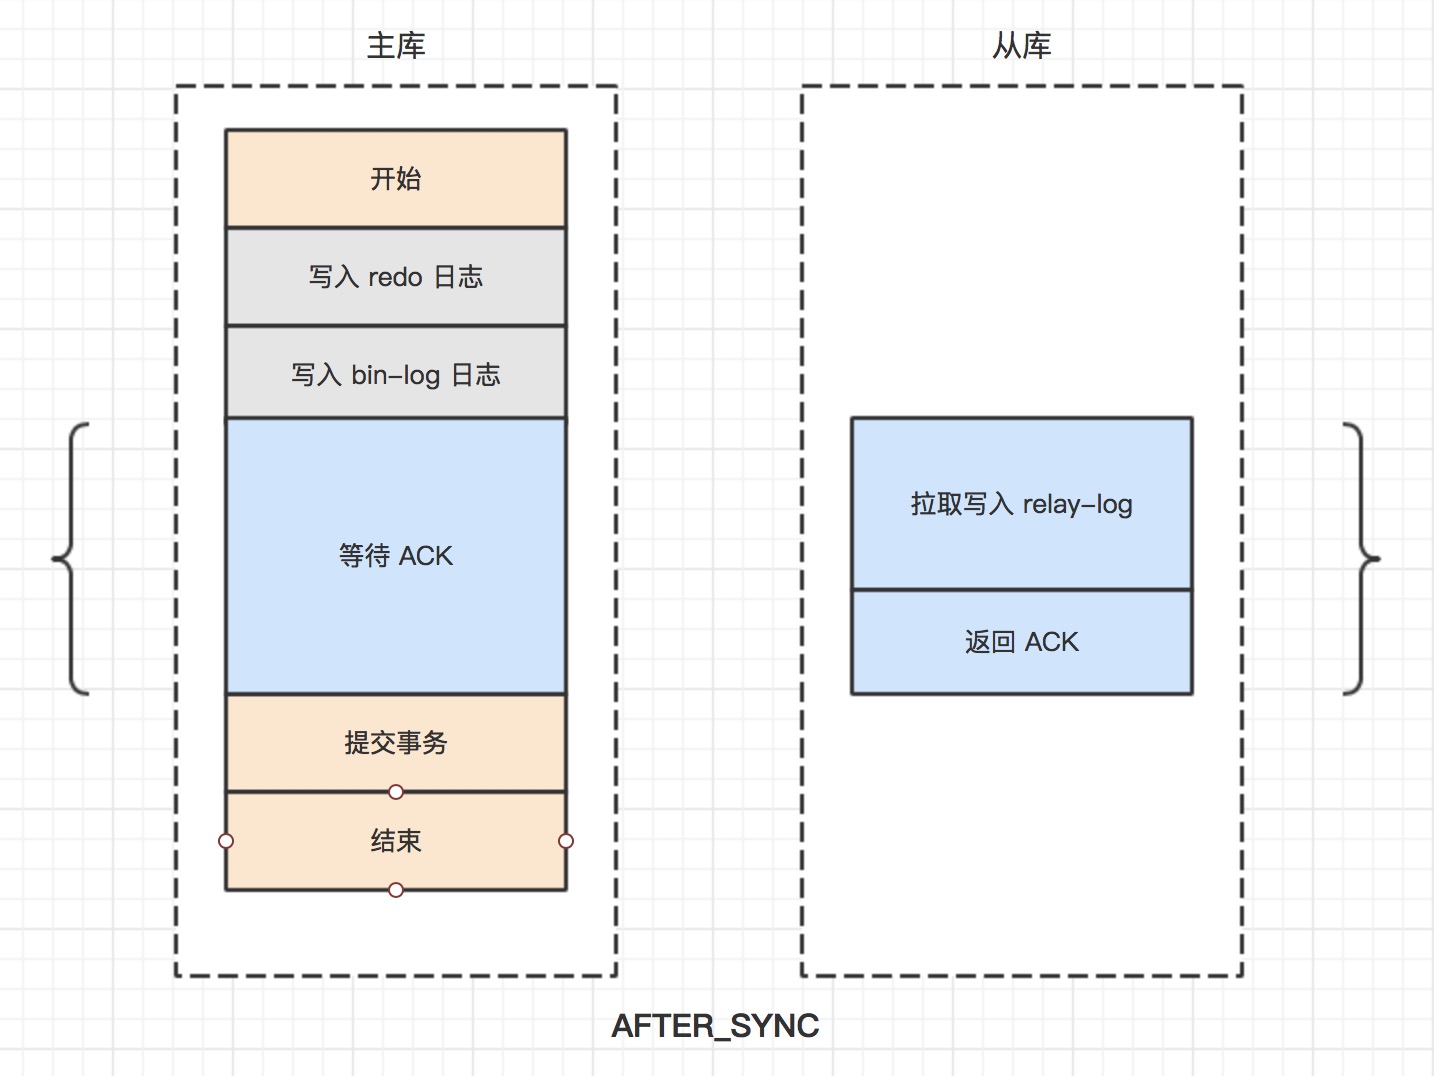 主库
从库
开始
写入 redo 日志
写入 bin-log 日志
等待 ACK
提交事务
结束
拉取写入 relay-log
返回 ACK
AFTER_SYNC